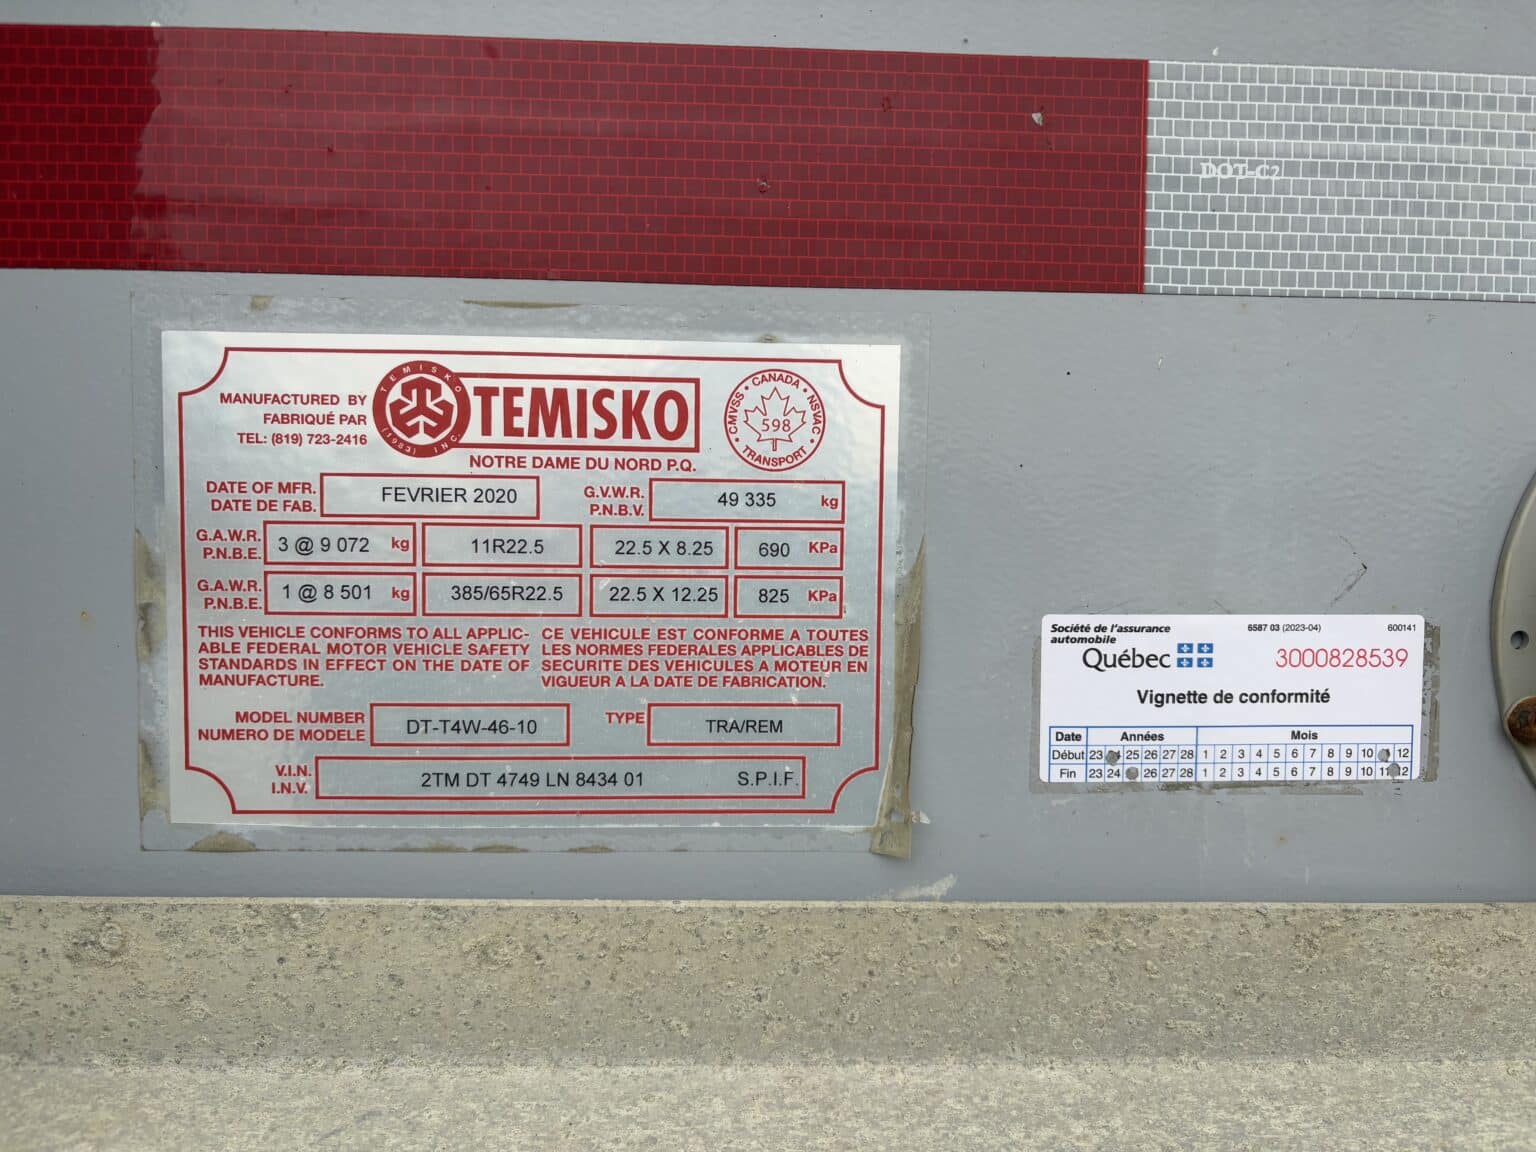 DOT-C2
MANUFACTURED BY
FABRIQUÉ PAR
TEL: (819) 723-2416
TEMISKO
(1983) INC.
TEMISKO
NOTRE DAME DU NORD P.Q.
CANADA
CMVSS • NSVAC
598
TRANSPORT
DATE OF MFR.
DATE DE FAB.
FEVRIER 2020
G.V.W.R.
P.N.B.V.
49 335 kg
G.A.W.R.
P.N.B.E.
3 @ 9 072 kg 11R22.5 22.5 X 8.25 690 KPa
G.A.W.R.
P.N.B.E.
1 @ 8 501 kg 385/65R22.5 22.5 X 12.25 825 KPa
THIS VEHICLE CONFORMS TO ALL APPLIC-
ABLE FEDERAL MOTOR VEHICLE SAFETY
STANDARDS IN EFFECT ON THE DATE OF
MANUFACTURE.
CE VEHICULE EST CONFORME A TOUTES
LES NORMES FEDERALES APPLICABLES DE
SECURITE DES VEHICULES A MOTEUR EN
VIGUEUR A LA DATE DE FABRICATION.
MODEL NUMBER
NUMERO DE MODELE
DT-T4W-46-10
TYPE TRA/REM
V.I.N.
I.N.V.
2TM DT 4749 LN 8434 01 S.P.I.F.
Société de l'assurance
automobile
Québec
6587 03 (2023-04) 600141
3000828539
Vignette de conformité
Date Années Mois
Début 23 25 26 27 28 1 2 3 4 5 6 7 8 9 10 12
Fin 23 24 26 27 28 1 2 3 4 5 6 7 8 9 10 11 12